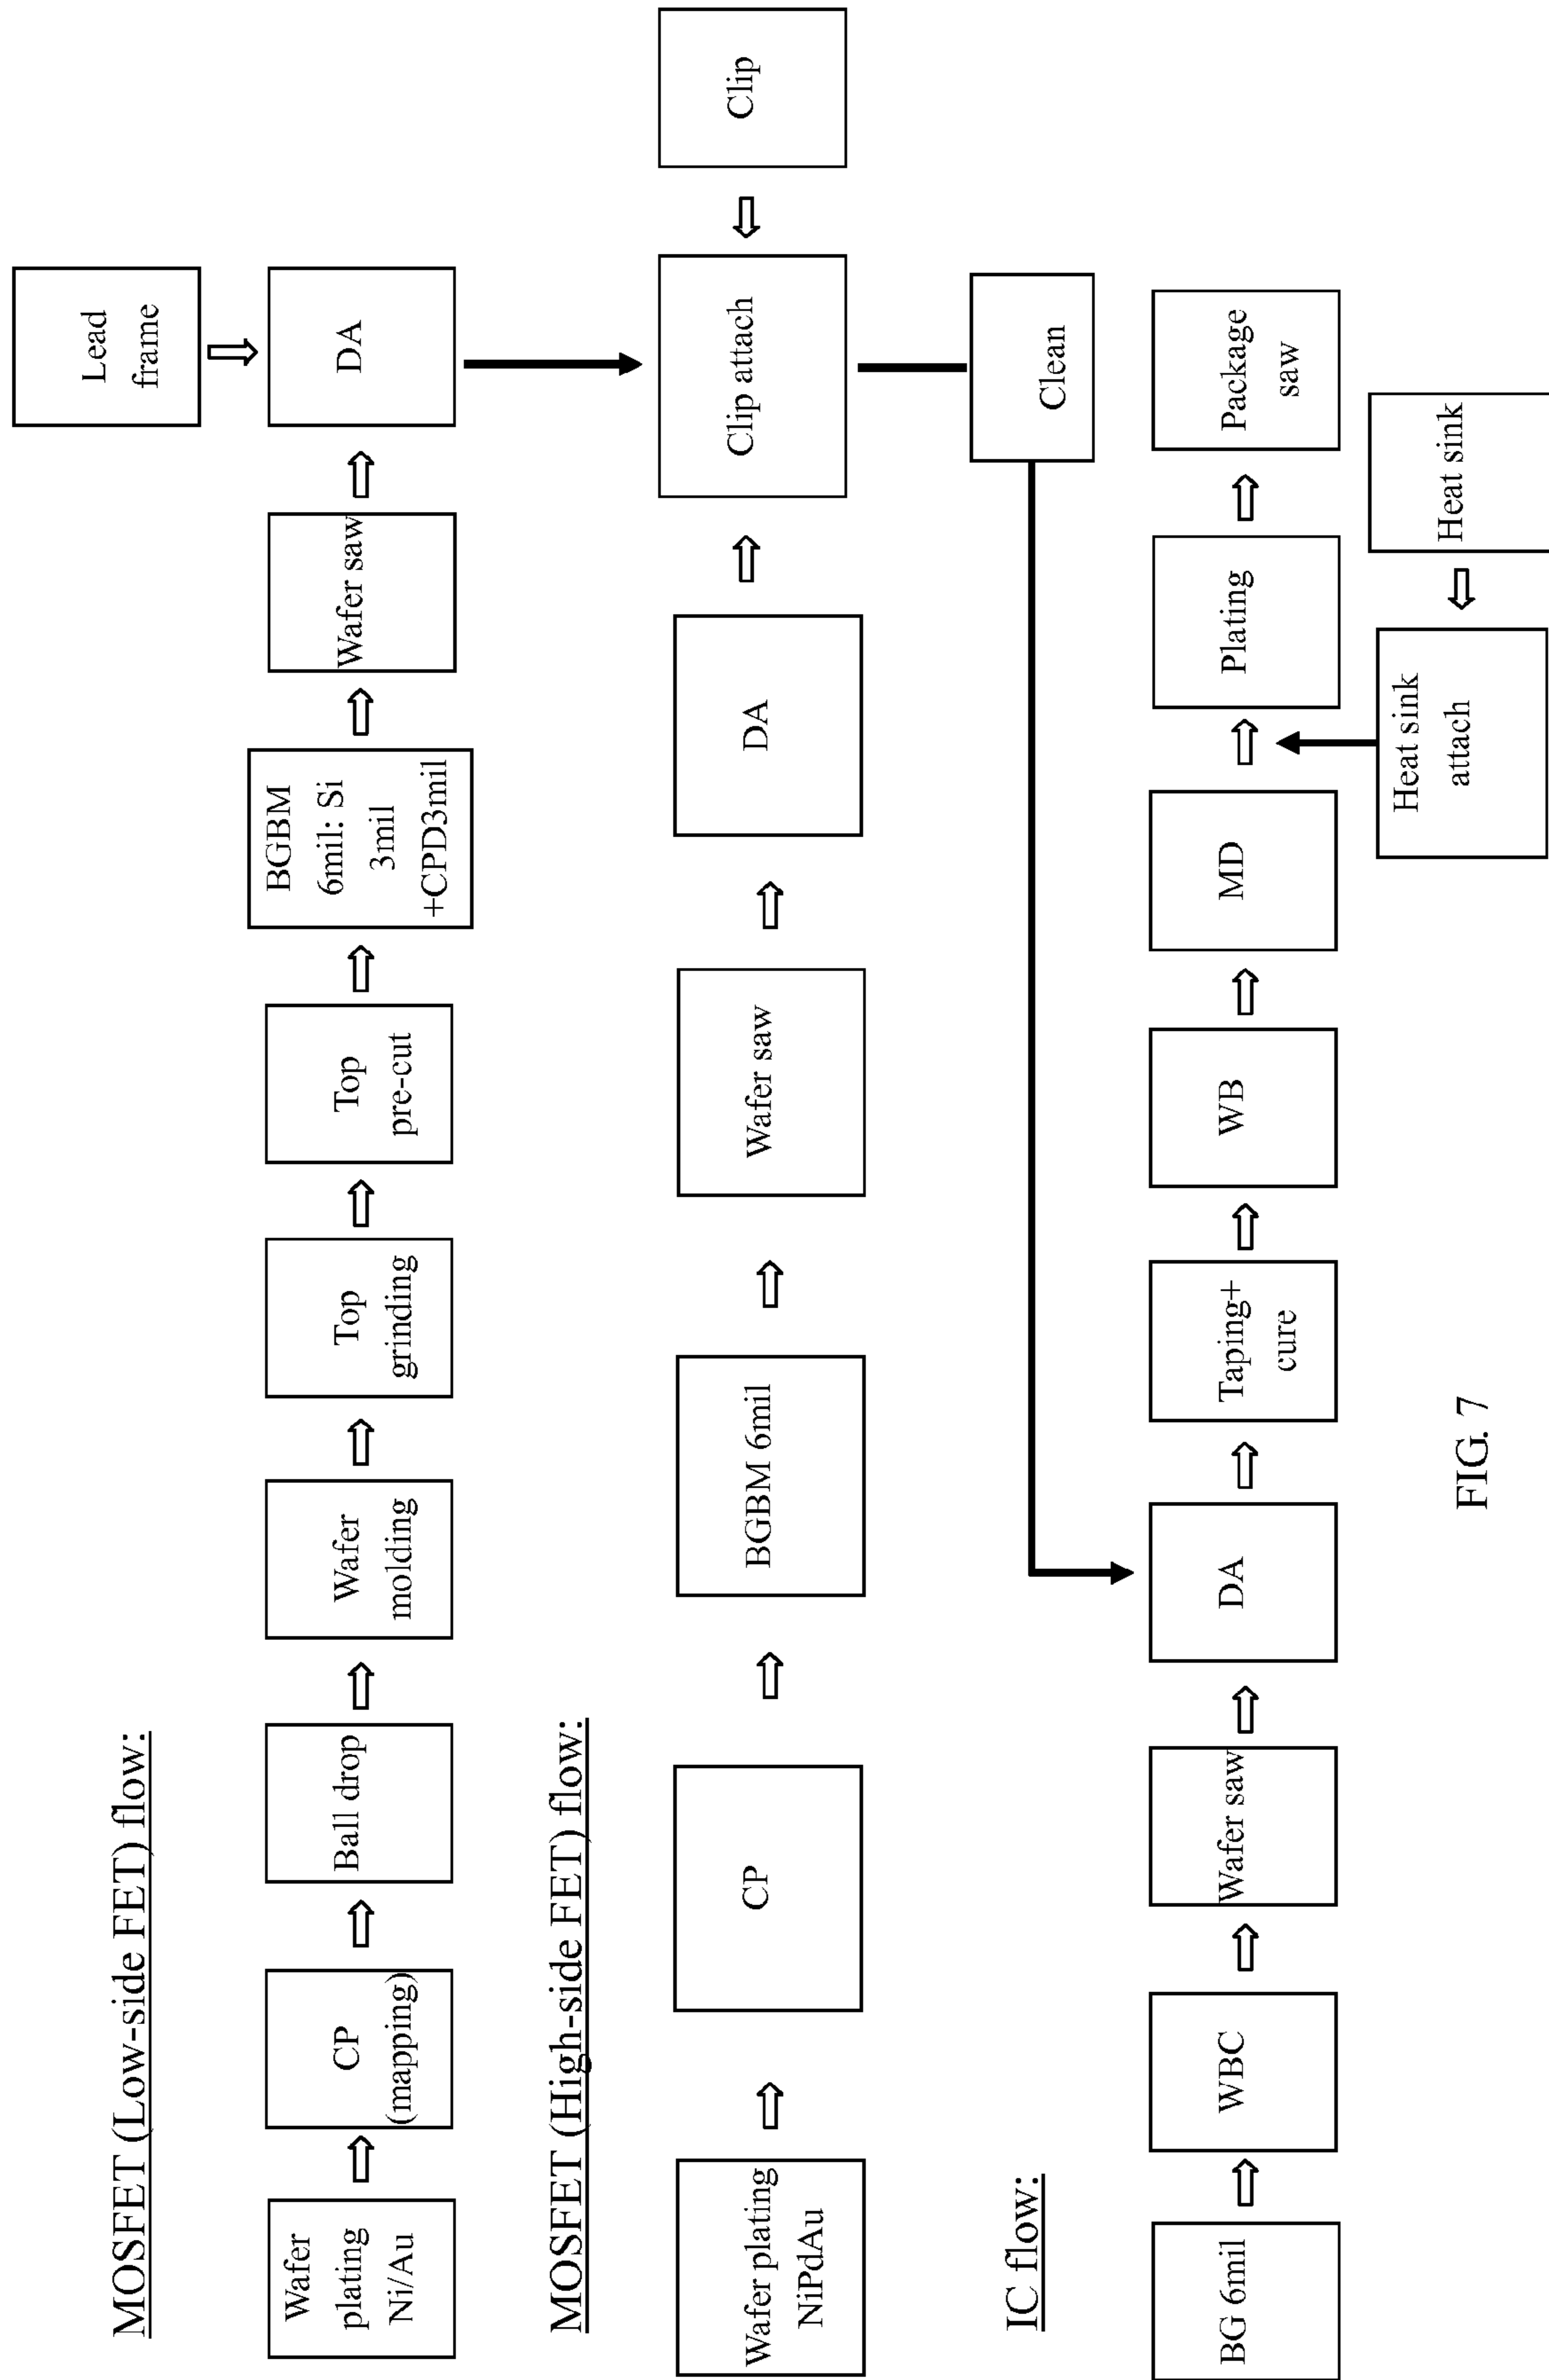 MOSFET (Low-side FET) flow:
Wafer
plating
Ni/Au
CP
(mapping)
Ball drop
Wafer
molding
Top
grinding
Top
pre-cut
BGBM
6mil: Si
3mil
+CPD3mil
Wafer saw
DA
Lead
frame
MOSFET (High-side FET) flow:
Wafer plating
NiPdAu
CP
BGBM 6mil
Wafer saw
DA
Clip attach
Clip
Clean
IC flow:
BG 6mil
WBC
Wafer saw
DA
Taping+
cure
WB
MD
Plating
Package
saw
Heat sink
attach
Heat sink
FIG. 7